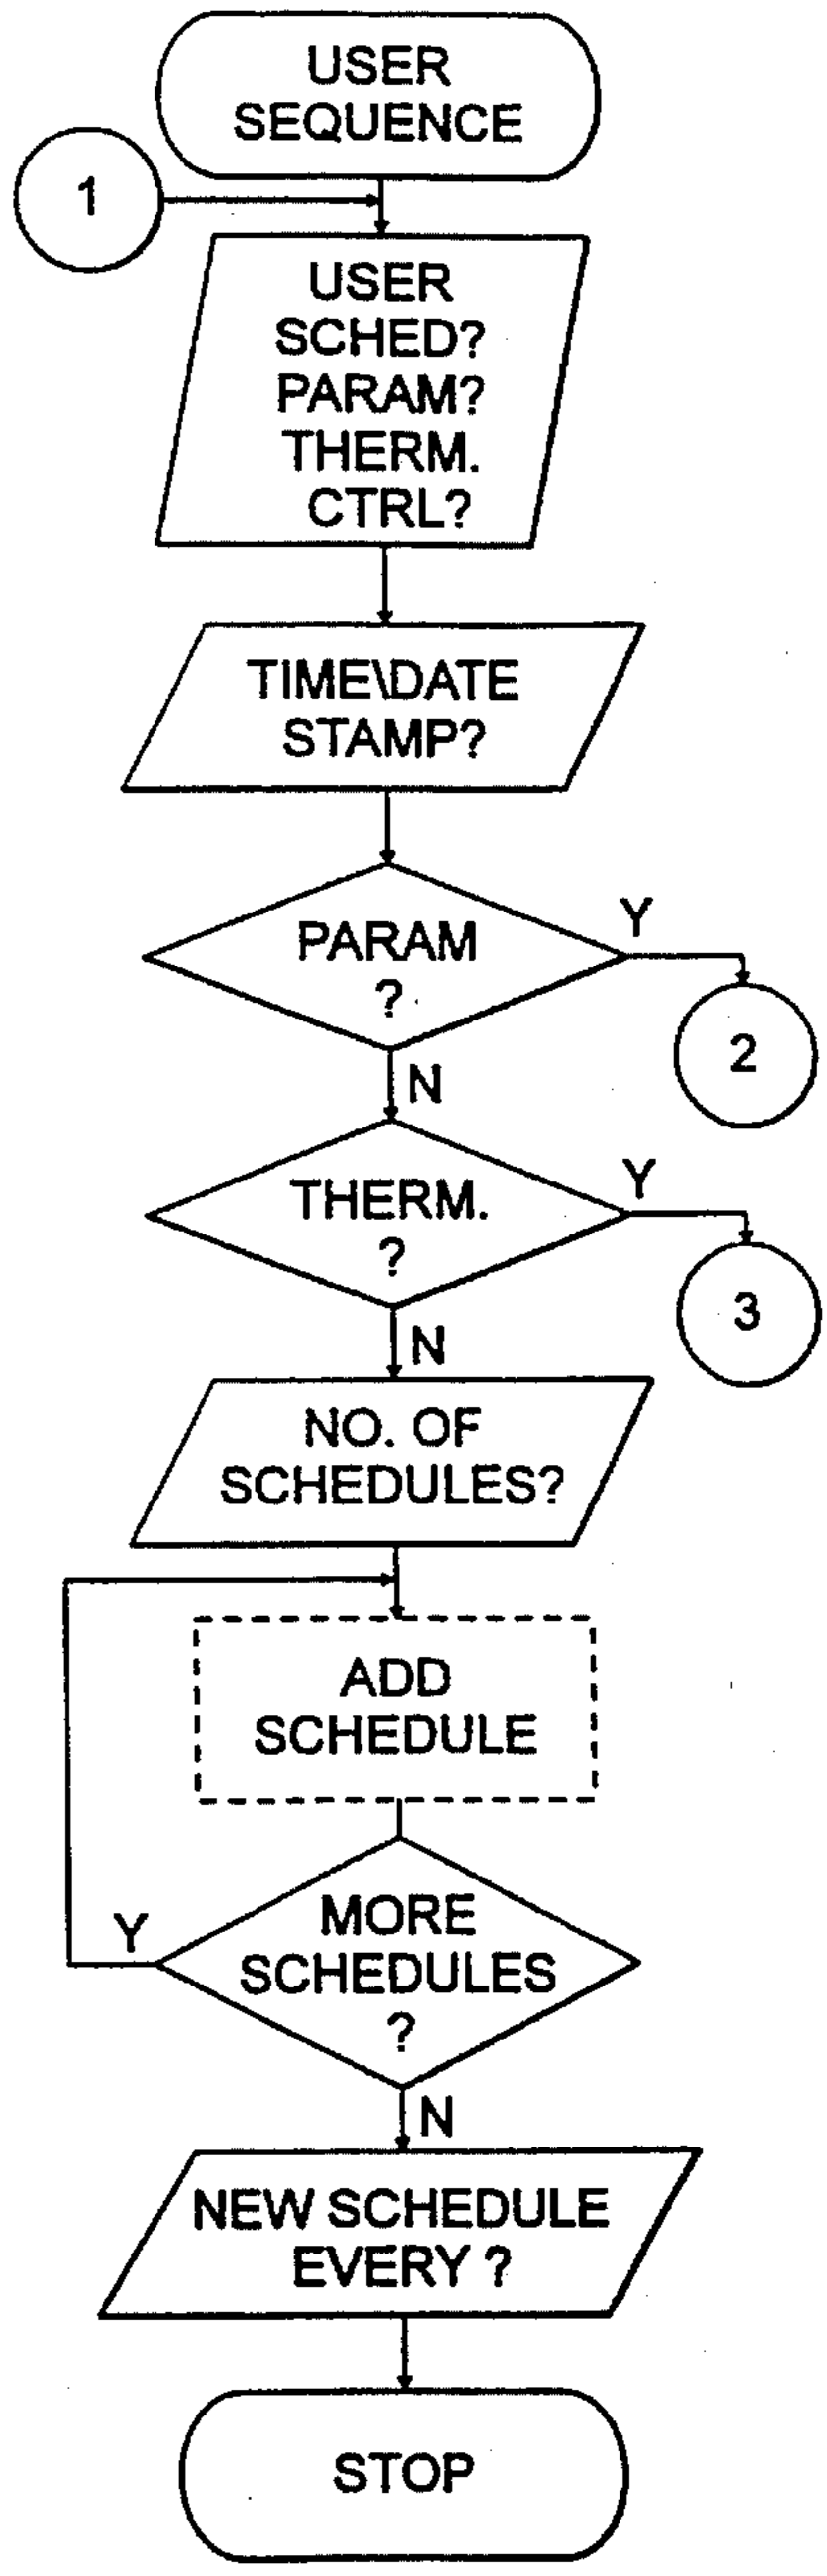 USER
SEQUENCE
1
USER
SCHED?
PARAM?
THERM.
CTRL?
TIME\DATE
STAMP?
PARAM
?
Y
2
N
THERM.
?
Y
3
N
NO. OF
SCHEDULES?
ADD
SCHEDULE
MORE
SCHEDULES
?
Y
N
NEW SCHEDULE
EVERY ?
STOP